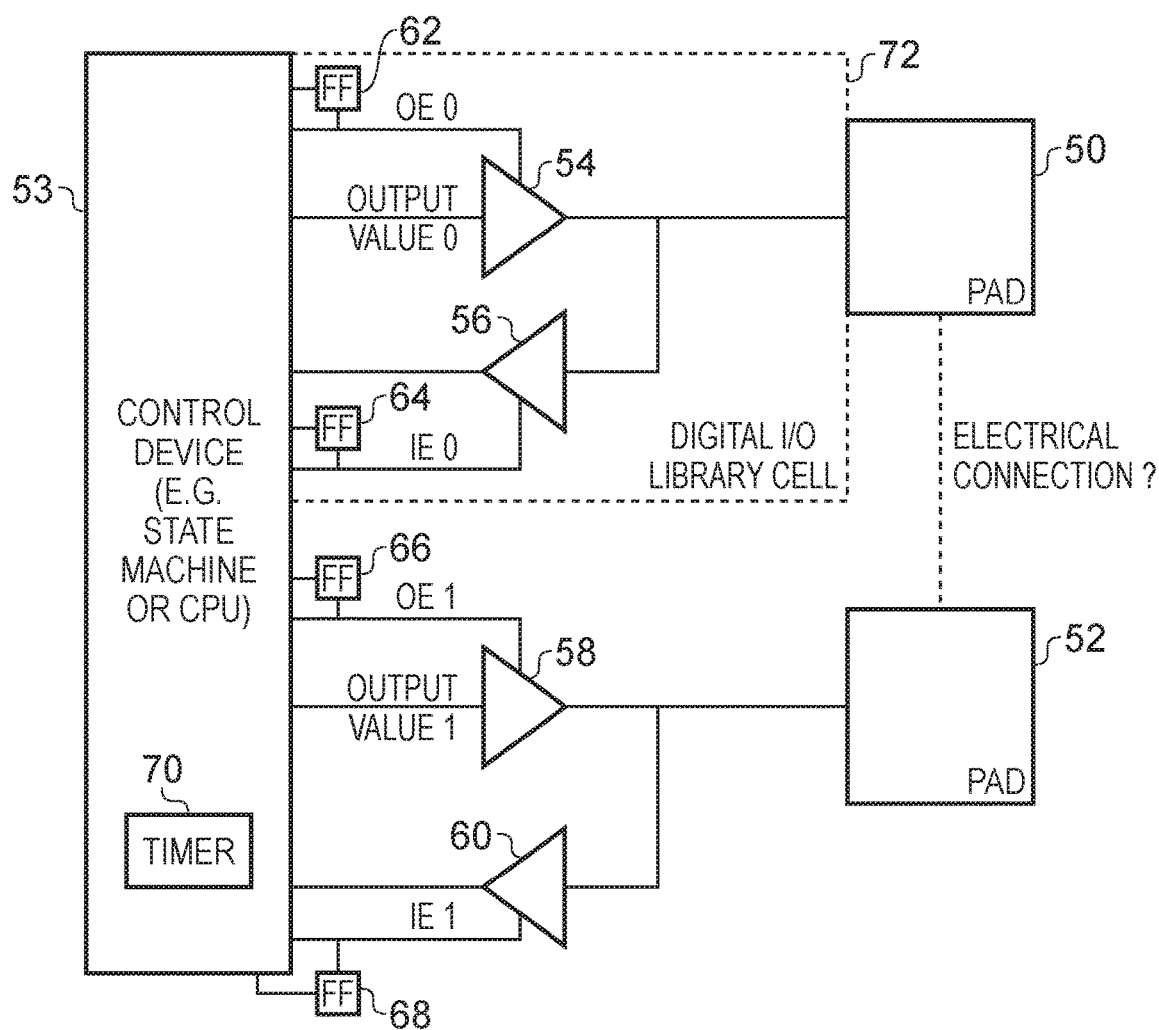 62
FF
OE 0
72
50
53
54
OUTPUT
VALUE 0
PAD
56
64
FF
IE 0
CONTROL
DEVICE
(E.G.
STATE
MACHINE
OR CPU)
DIGITAL I/O
LIBRARY CELL
ELECTRICAL
CONNECTION ?
66
FF
OE 1
58
52
OUTPUT
VALUE 1
PAD
70
TIMER
60
IE 1
FF
68